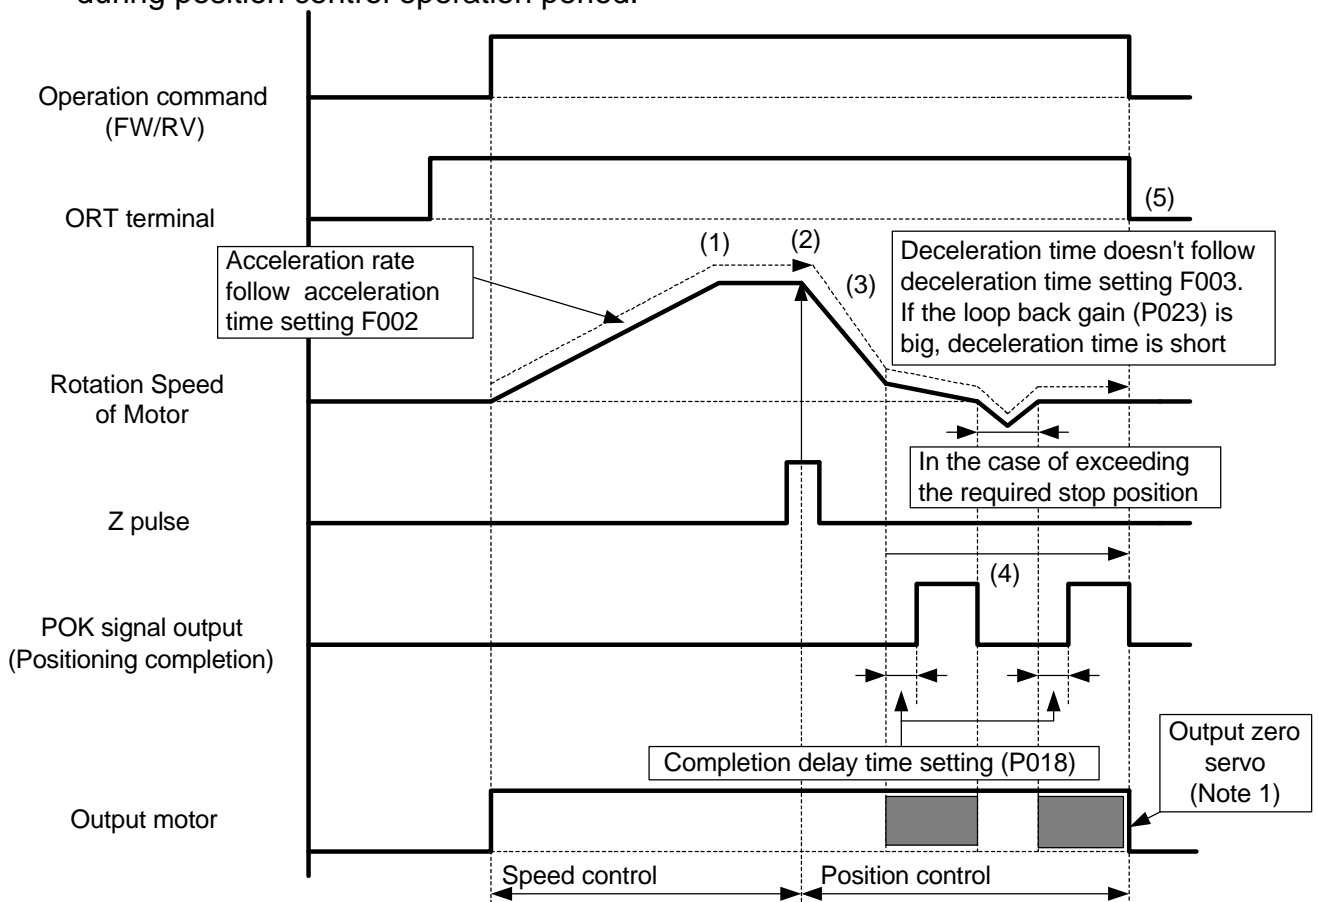 during position control operation period.
Operation command
(FW/RV)
ORT terminal
(5)
(1)
(2)
(3)
Acceleration rate
follow acceleration
time setting F002
Deceleration time doesn't follow
deceleration time setting F003.
If the loop back gain (P023) is
big, deceleration time is short
Rotation Speed
of Motor
In the case of exceeding
the required stop position
Z pulse
(4)
POK signal output
(Positioning completion)
Completion delay time setting (P018)
Output zero
servo
(Note 1)
Output motor
Speed control
Position control